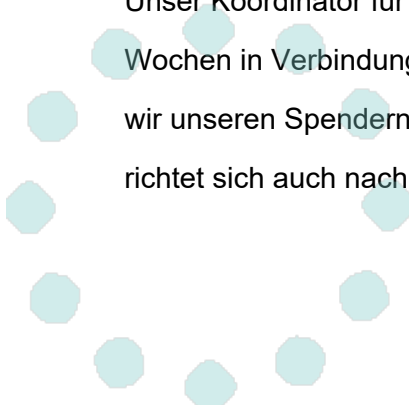 Unser Koordinator für
Wochen in Verbindung
wir unseren Spendern
richtet sich auch nach